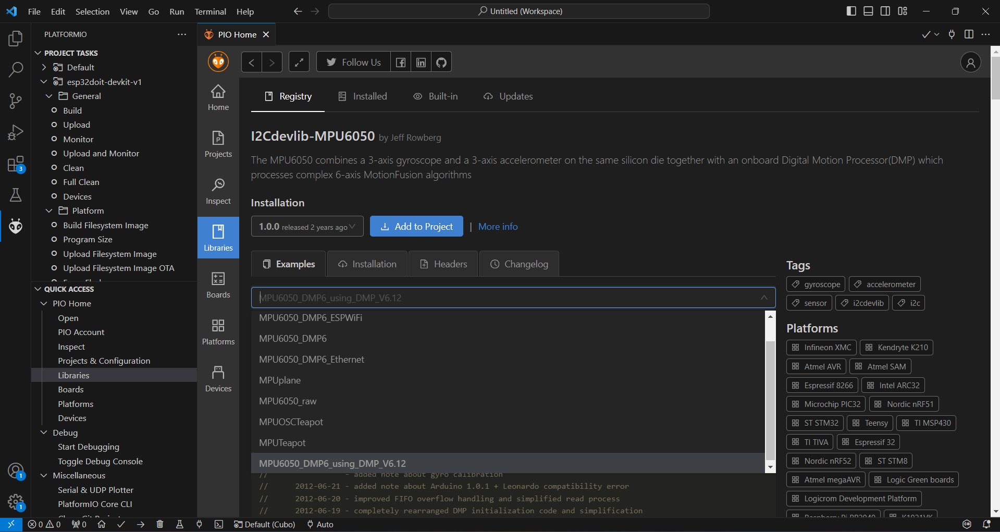 File Edit Selection View Go Run Terminal Help
Untitled (Workspace)
PLATFORMIO
PIO Home
PROJECT TASKS
Default
esp32doit-devkit-v1
General
Build
Upload
Monitor
Upload and Monitor
Clean
Full Clean
Devices
Platform
Build Filesystem Image
Program Size
Upload Filesystem Image
Upload Filesystem Image OTA
QUICK ACCESS
PIO Home
Open
PIO Account
Inspect
Projects & Configuration
Libraries
Boards
Platforms
Devices
Debug
Start Debugging
Toggle Debug Console
Miscellaneous
Serial & UDP Plotter
PlatformIO Core CLI
3
1
1
Follow Us
Home
Projects
Inspect
Libraries
Boards
Platforms
Devices
Registry Installed Built-in Updates
I2Cdevlib-MPU6050 by Jeff Rowberg
The MPU6050 combines a 3-axis gyroscope and a 3-axis accelerometer on the same silicon die together with an onboard Digital Motion Processor(DMP) which
processes complex 6-axis MotionFusion algorithms
Installation
1.0.0 released 2 years ago Add to Project | More info
Examples Installation Headers Changelog
MPU6050_DMP6_using_DMP_V6.12
MPU6050_DMP6_ESPWiFi
MPU6050_DMP6
MPU6050_DMP6_Ethernet
MPUplane
MPU6050_raw
MPUOSCTeapot
MPUTeapot
MPU6050_DMP6_using_DMP_V6.12
// - added note about gyro calibration
// 2012-06-21 - added note about Arduino 1.0.1 + Leonardo compatibility error
// 2012-06-20 - improved FIFO overflow handling and simplified read process
// 2012-06-19 - completely rearranged DMP initialization code and simplification
Tags
gyroscope accelerometer
sensor i2cdevlib i2c
Platforms
Infineon XMC Kendryte K210
Atmel AVR Atmel SAM
Espressif 8266 Intel ARC32
Microchip PIC32 Nordic nRF51
ST STM32 Teensy TI MSP430
TI TIVA Espressif 32
Nordic nRF52 ST STM8
Atmel megaAVR Logic Green boards
Logicrom Development Platform
Raspberry Pi RP2040 K1921VK
0 0 0 Default (Cubo) Auto